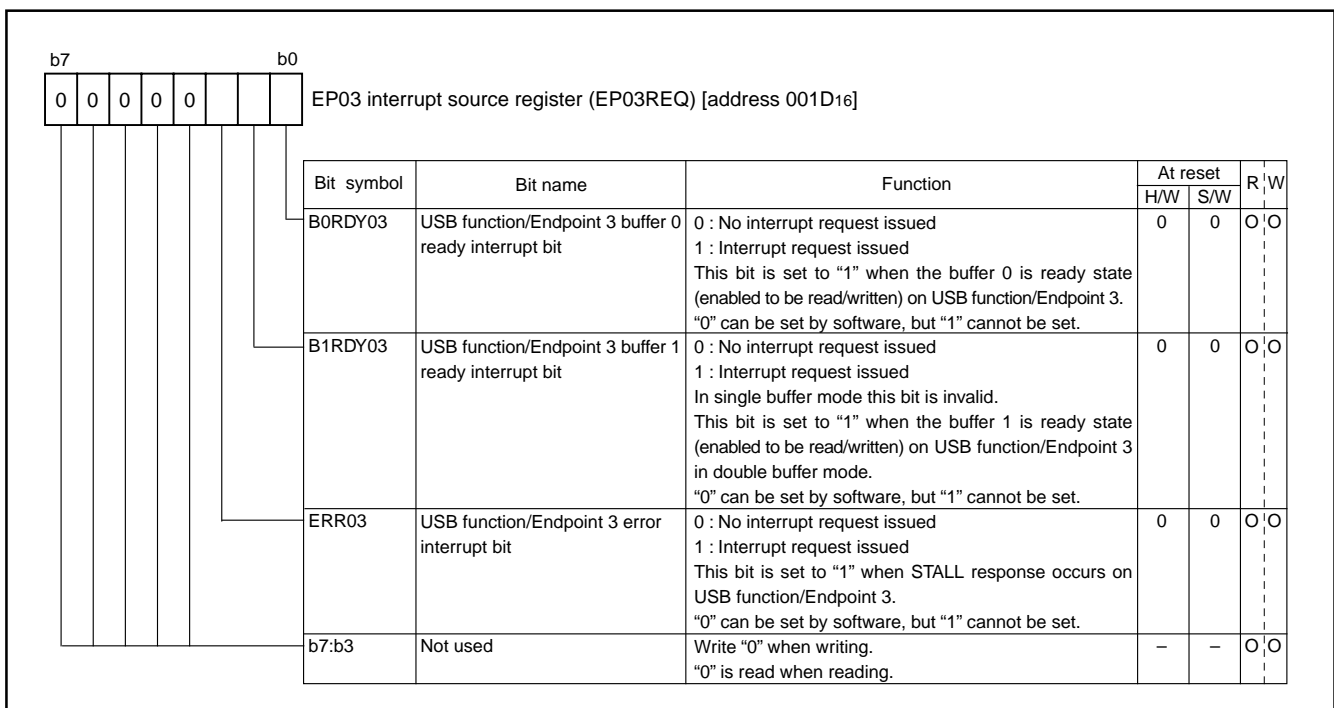 b7 b0
0 0 0 0 0
EP03 interrupt source register (EP03REQ) [address 001D16]
Bit symbol Bit name Function At reset R W
H/W S/W
B0RDY03 USB function/Endpoint 3 buffer 0 0 : No interrupt request issued 0 0 O O
ready interrupt bit 1 : Interrupt request issued
This bit is set to “1” when the buffer 0 is ready state
(enabled to be read/written) on USB function/Endpoint 3.
“0” can be set by software, but “1” cannot be set.
B1RDY03 USB function/Endpoint 3 buffer 1 0 : No interrupt request issued 0 0 O O
ready interrupt bit 1 : Interrupt request issued
In single buffer mode this bit is invalid.
This bit is set to “1” when the buffer 1 is ready state
(enabled to be read/written) on USB function/Endpoint 3
in double buffer mode.
“0” can be set by software, but “1” cannot be set.
ERR03 USB function/Endpoint 3 error 0 : No interrupt request issued 0 0 O O
interrupt bit 1 : Interrupt request issued
This bit is set to “1” when STALL response occurs on
USB function/Endpoint 3.
“0” can be set by software, but “1” cannot be set.
b7:b3 Not used Write “0” when writing. – – O O
“0” is read when reading.